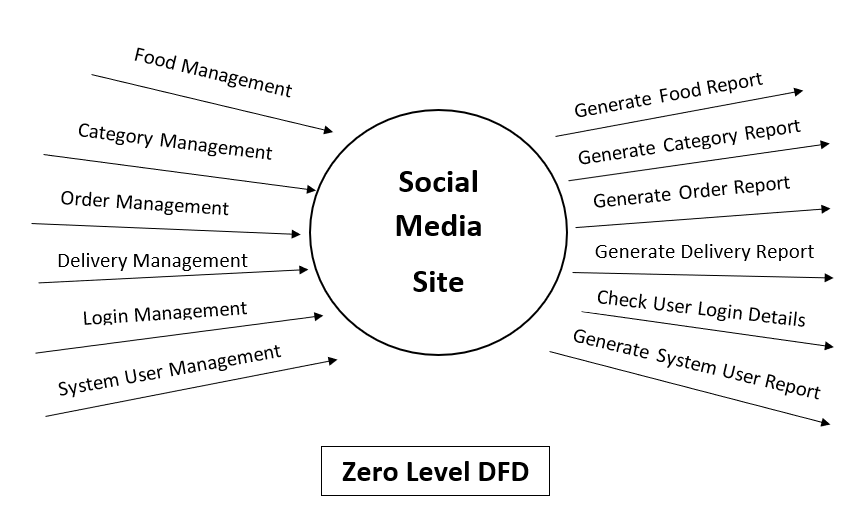 Food Management
Category Management
Order Management
Delivery Management
Login Management
System User Management
Social
Media
Site
Generate Food Report
Generate Category Report
Generate Order Report
Generate Delivery Report
Check User Login Details
Generate System User Report
Zero Level DFD